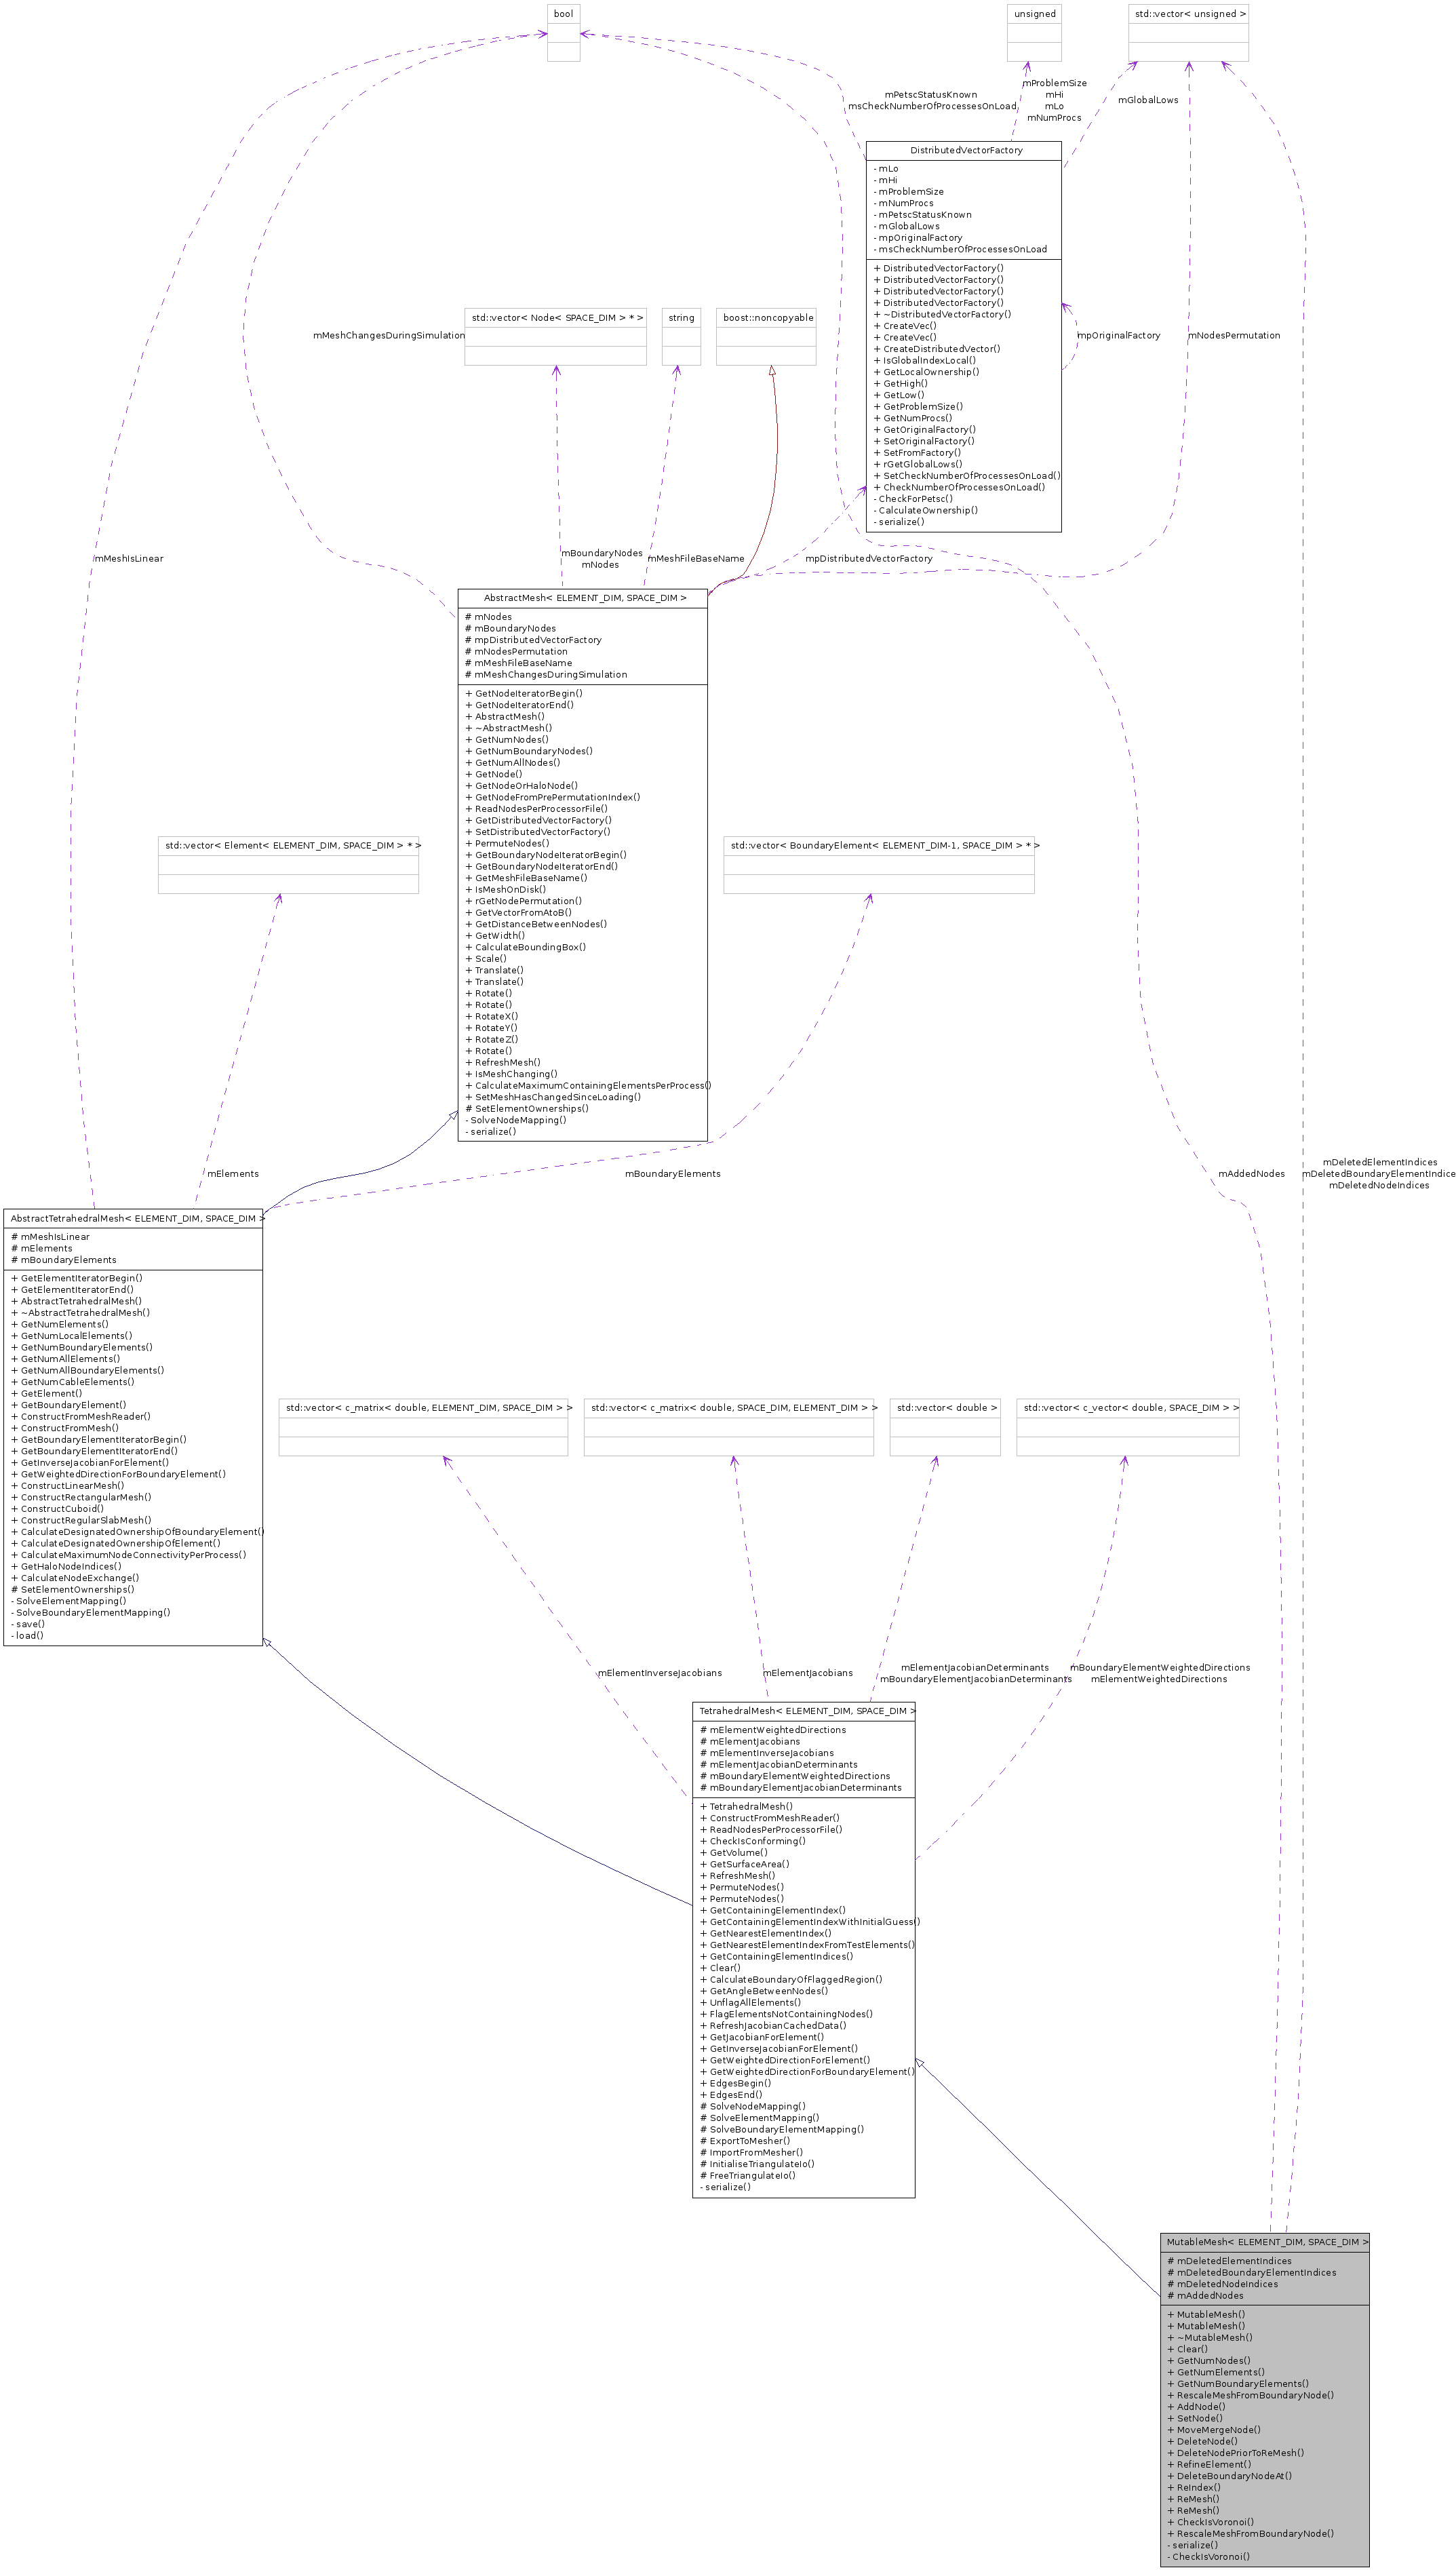 bool
unsigned
std::vector< unsigned >
mPetscStatusKnown
msCheckNumberOfProcessesOnLoad
mProblemSize
mHi
mLo
mNumProcs
mGlobalLows
DistributedVectorFactory
- mLo
- mHi
- mProblemSize
- mNumProcs
- mPetscStatusKnown
- mGlobalLows
- mpOriginalFactory
- msCheckNumberOfProcessesOnLoad
+ DistributedVectorFactory()
+ DistributedVectorFactory()
+ DistributedVectorFactory()
+ DistributedVectorFactory()
+ ~DistributedVectorFactory()
+ CreateVec()
+ CreateVec()
+ CreateDistributedVector()
+ IsGlobalIndexLocal()
+ GetLocalOwnership()
+ GetHigh()
+ GetLow()
+ GetProblemSize()
+ GetNumProcs()
+ GetOriginalFactory()
+ SetOriginalFactory()
+ SetFromFactory()
+ rGetGlobalLows()
+ SetCheckNumberOfProcessesOnLoad()
+ CheckNumberOfProcessesOnLoad()
- CheckForPetsc()
- CalculateOwnership()
- serialize()
std::vector< Node< SPACE_DIM > * >
string
boost::noncopyable
mMeshChangesDuringSimulation
mpOriginalFactory
mNodesPermutation
mMeshIsLinear
mBoundaryNodes
mNodes
mMeshFileBaseName
mpDistributedVectorFactory
AbstractMesh< ELEMENT_DIM, SPACE_DIM >
# mNodes
# mBoundaryNodes
# mpDistributedVectorFactory
# mNodesPermutation
# mMeshFileBaseName
# mMeshChangesDuringSimulation
+ GetNodeIteratorBegin()
+ GetNodeIteratorEnd()
+ AbstractMesh()
+ ~AbstractMesh()
+ GetNumNodes()
+ GetNumBoundaryNodes()
+ GetNumAllNodes()
+ GetNode()
+ GetNodeOrHaloNode()
+ GetNodeFromPrePermutationIndex()
+ ReadNodesPerProcessorFile()
+ GetDistributedVectorFactory()
+ SetDistributedVectorFactory()
+ PermuteNodes()
+ GetBoundaryNodeIteratorBegin()
+ GetBoundaryNodeIteratorEnd()
+ GetMeshFileBaseName()
+ IsMeshOnDisk()
+ rGetNodePermutation()
+ GetVectorFromAtoB()
+ GetDistanceBetweenNodes()
+ GetWidth()
+ CalculateBoundingBox()
+ Scale()
+ Translate()
+ Translate()
+ Rotate()
+ Rotate()
+ RotateX()
+ RotateY()
+ RotateZ()
+ Rotate()
+ RefreshMesh()
+ IsMeshChanging()
+ CalculateMaximumContainingElementsPerProcess()
+ SetMeshHasChangedSinceLoading()
# SetElementOwnerships()
- SolveNodeMapping()
- serialize()
std::vector< Element< ELEMENT_DIM, SPACE_DIM > * >
std::vector< BoundaryElement< ELEMENT_DIM-1, SPACE_DIM > * >
mElements
mBoundaryElements
mAddedNodes
mDeletedElementIndices
mDeletedBoundaryElementIndice
mDeletedNodeIndices
AbstractTetrahedralMesh< ELEMENT_DIM, SPACE_DIM >
# mMeshIsLinear
# mElements
# mBoundaryElements
+ GetElementIteratorBegin()
+ GetElementIteratorEnd()
+ AbstractTetrahedralMesh()
+ ~AbstractTetrahedralMesh()
+ GetNumElements()
+ GetNumLocalElements()
+ GetNumBoundaryElements()
+ GetNumAllElements()
+ GetNumAllBoundaryElements()
+ GetNumCableElements()
+ GetElement()
+ GetBoundaryElement()
+ ConstructFromMeshReader()
+ ConstructFromMesh()
+ GetBoundaryElementIteratorBegin()
+ GetBoundaryElementIteratorEnd()
+ GetInverseJacobianForElement()
+ GetWeightedDirectionForBoundaryElement()
+ ConstructLinearMesh()
+ ConstructRectangularMesh()
+ ConstructCuboid()
+ ConstructRegularSlabMesh()
+ CalculateDesignatedOwnershipOfBoundaryElement()
+ CalculateDesignatedOwnershipOfElement()
+ CalculateMaximumNodeConnectivityPerProcess()
+ GetHaloNodeIndices()
+ CalculateNodeExchange()
# SetElementOwnerships()
- SolveElementMapping()
- SolveBoundaryElementMapping()
- save()
- load()
std::vector< c_matrix< double, ELEMENT_DIM, SPACE_DIM > >
std::vector< c_matrix< double, SPACE_DIM, ELEMENT_DIM > >
std::vector< double >
std::vector< c_vector< double, SPACE_DIM > >
mElementInverseJacobians
mElementJacobians
mElementJacobianDeterminants
mBoundaryElementJacobianDeterminants
mBoundaryElementWeightedDirections
mElementWeightedDirections
TetrahedralMesh< ELEMENT_DIM, SPACE_DIM >
# mElementWeightedDirections
# mElementJacobians
# mElementInverseJacobians
# mElementJacobianDeterminants
# mBoundaryElementWeightedDirections
# mBoundaryElementJacobianDeterminants
+ TetrahedralMesh()
+ ConstructFromMeshReader()
+ ReadNodesPerProcessorFile()
+ CheckIsConforming()
+ GetVolume()
+ GetSurfaceArea()
+ RefreshMesh()
+ PermuteNodes()
+ PermuteNodes()
+ GetContainingElementIndex()
+ GetContainingElementIndexWithInitialGuess()
+ GetNearestElementIndex()
+ GetNearestElementIndexFromTestElements()
+ GetContainingElementIndices()
+ Clear()
+ CalculateBoundaryOfFlaggedRegion()
+ GetAngleBetweenNodes()
+ UnflagAllElements()
+ FlagElementsNotContainingNodes()
+ RefreshJacobianCachedData()
+ GetJacobianForElement()
+ GetInverseJacobianForElement()
+ GetWeightedDirectionForElement()
+ GetWeightedDirectionForBoundaryElement()
+ EdgesBegin()
+ EdgesEnd()
# SolveNodeMapping()
# SolveElementMapping()
# SolveBoundaryElementMapping()
# ExportToMesher()
# ImportFromMesher()
# InitialiseTriangulateIo()
# FreeTriangulateIo()
- serialize()
MutableMesh< ELEMENT_DIM, SPACE_DIM >
# mDeletedElementIndices
# mDeletedBoundaryElementIndices
# mDeletedNodeIndices
# mAddedNodes
+ MutableMesh()
+ MutableMesh()
+ ~MutableMesh()
+ Clear()
+ GetNumNodes()
+ GetNumElements()
+ GetNumBoundaryElements()
+ RescaleMeshFromBoundaryNode()
+ AddNode()
+ SetNode()
+ MoveMergeNode()
+ DeleteNode()
+ DeleteNodePriorToReMesh()
+ RefineElement()
+ DeleteBoundaryNodeAt()
+ ReIndex()
+ ReMesh()
+ ReMesh()
+ CheckIsVoronoi()
+ RescaleMeshFromBoundaryNode()
- serialize()
- CheckIsVoronoi()